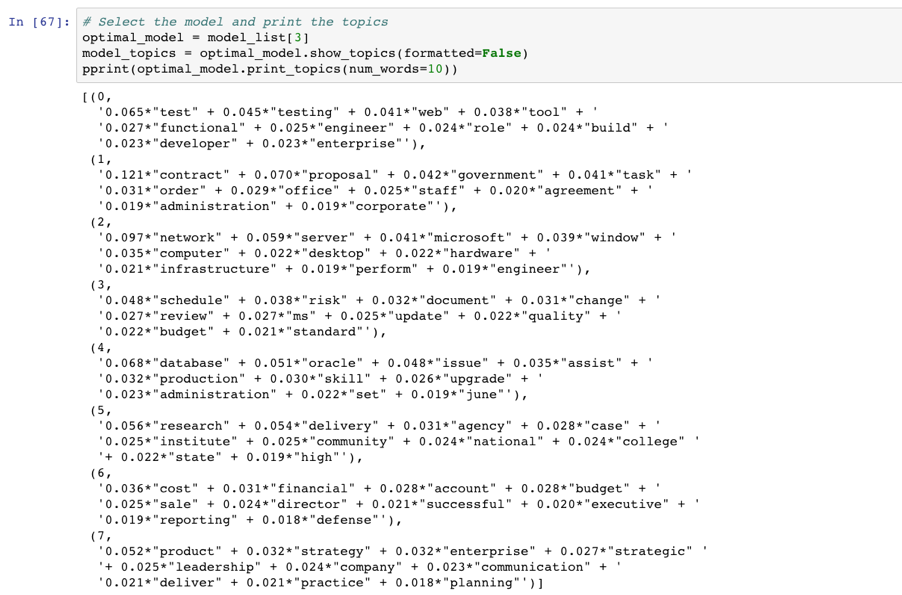 In [67]: # Select the model and print the topics
optimal_model = model_list[3]
model_topics = optimal_model.show_topics(formatted=False)
pprint(optimal_model.print_topics(num_words=10))
[(0,
'0.065*"test" + 0.045*"testing" + 0.041*"web" + 0.038*"tool" + '
'0.027*"functional" + 0.025*"engineer" + 0.024*"role" + 0.024*"build" + '
'0.023*"developer" + 0.023*"enterprise"'),
(1,
'0.121*"contract" + 0.070*"proposal" + 0.042*"government" + 0.041*"task" + '
'0.031*"order" + 0.029*"office" + 0.025*"staff" + 0.020*"agreement" + '
'0.019*"administration" + 0.019*"corporate"'),
(2,
'0.097*"network" + 0.059*"server" + 0.041*"microsoft" + 0.039*"window" + '
'0.035*"computer" + 0.022*"desktop" + 0.022*"hardware" + '
'0.021*"infrastructure" + 0.019*"perform" + 0.019*"engineer"'),
(3,
'0.048*"schedule" + 0.038*"risk" + 0.032*"document" + 0.031*"change" + '
'0.027*"review" + 0.027*"ms" + 0.025*"update" + 0.022*"quality" + '
'0.022*"budget" + 0.021*"standard"'),
(4,
'0.068*"database" + 0.051*"oracle" + 0.048*"issue" + 0.035*"assist" + '
'0.032*"production" + 0.030*"skill" + 0.026*"upgrade" + '
'0.023*"administration" + 0.022*"set" + 0.019*"june"'),
(5,
'0.056*"research" + 0.054*"delivery" + 0.031*"agency" + 0.028*"case" + '
'0.025*"institute" + 0.025*"community" + 0.024*"national" + 0.024*"college" '
'+ 0.022*"state" + 0.019*"high"'),
(6,
'0.036*"cost" + 0.031*"financial" + 0.028*"account" + 0.028*"budget" + '
'0.025*"sale" + 0.024*"director" + 0.021*"successful" + 0.020*"executive" + '
'0.019*"reporting" + 0.018*"defense"'),
(7,
'0.052*"product" + 0.032*"strategy" + 0.032*"enterprise" + 0.027*"strategic" '
'+ 0.025*"leadership" + 0.024*"company" + 0.023*"communication" + '
'0.021*"deliver" + 0.021*"practice" + 0.018*"planning"')]